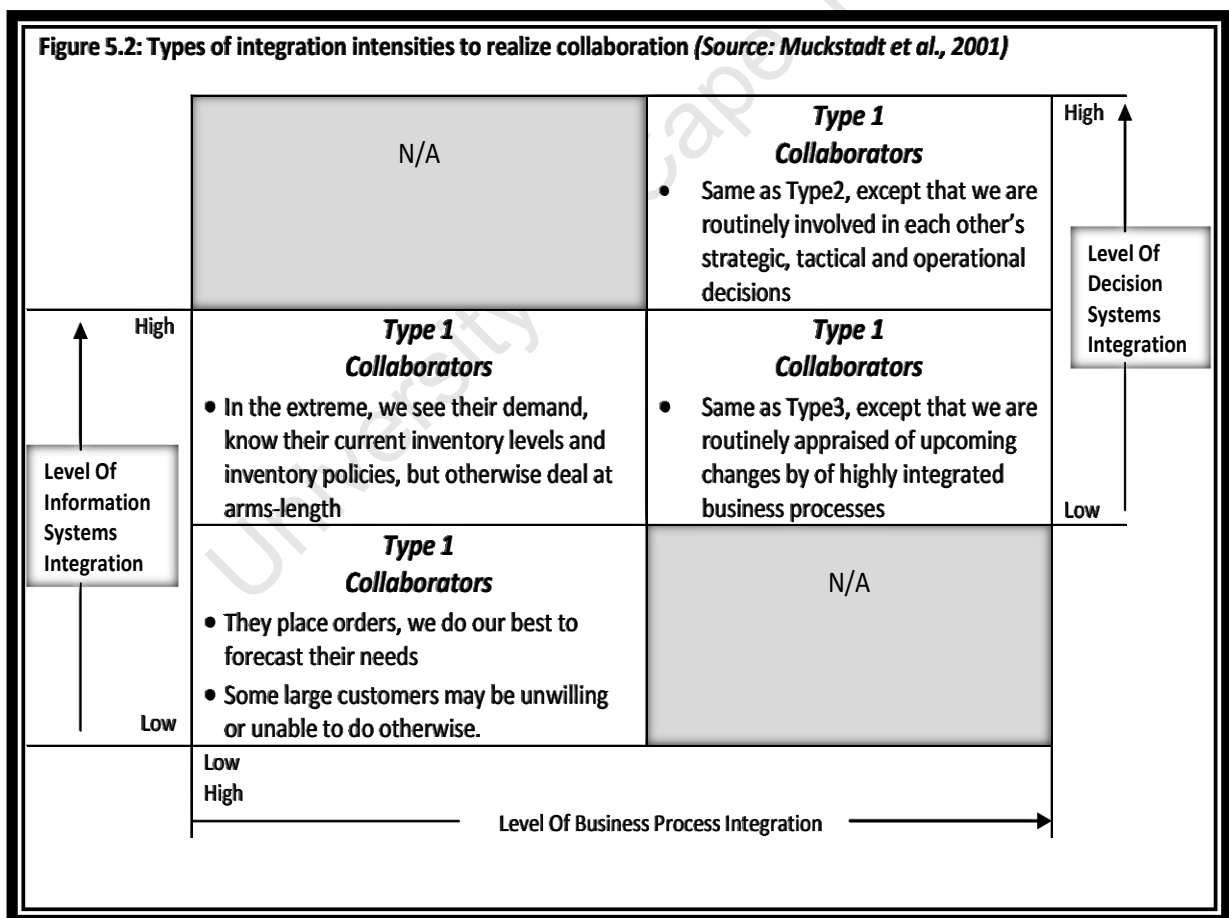 Figure 5.2: Types of integration intensities to realize collaboration (Source: Muckstadt et al., 2001)
N/A
Type 1
Collaborators
• Same as Type2, except that we are
routinely involved in each other's
strategic, tactical and operational
decisions
High
Level Of
Decision
Systems
Integration
Low
High
Level Of
Information
Systems
Integration
Low
Type 1
Collaborators
• In the extreme, we see their demand,
know their current inventory levels and
inventory policies, but otherwise deal at
arms-length
Type 1
Collaborators
• Same as Type3, except that we are
routinely appraised of upcoming
changes by of highly integrated
business processes
Type 1
Collaborators
• They place orders, we do our best to
forecast their needs
• Some large customers may be unwilling
or unable to do otherwise.
N/A
Low
High
Level Of Business Process Integration
University
Cape